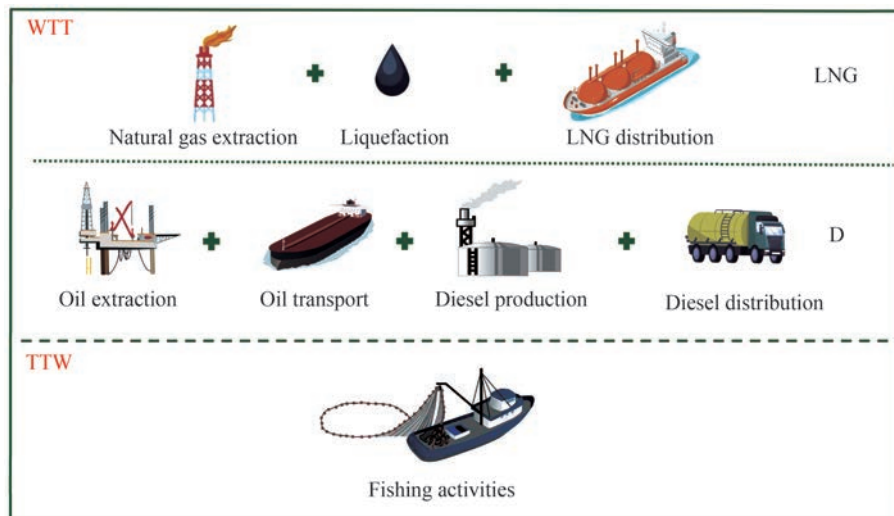 WTT
LNG
Natural gas extraction
Liquefaction
LNG distribution
D
Oil extraction
Oil transport
Diesel production
Diesel distribution
TTW
Fishing activities